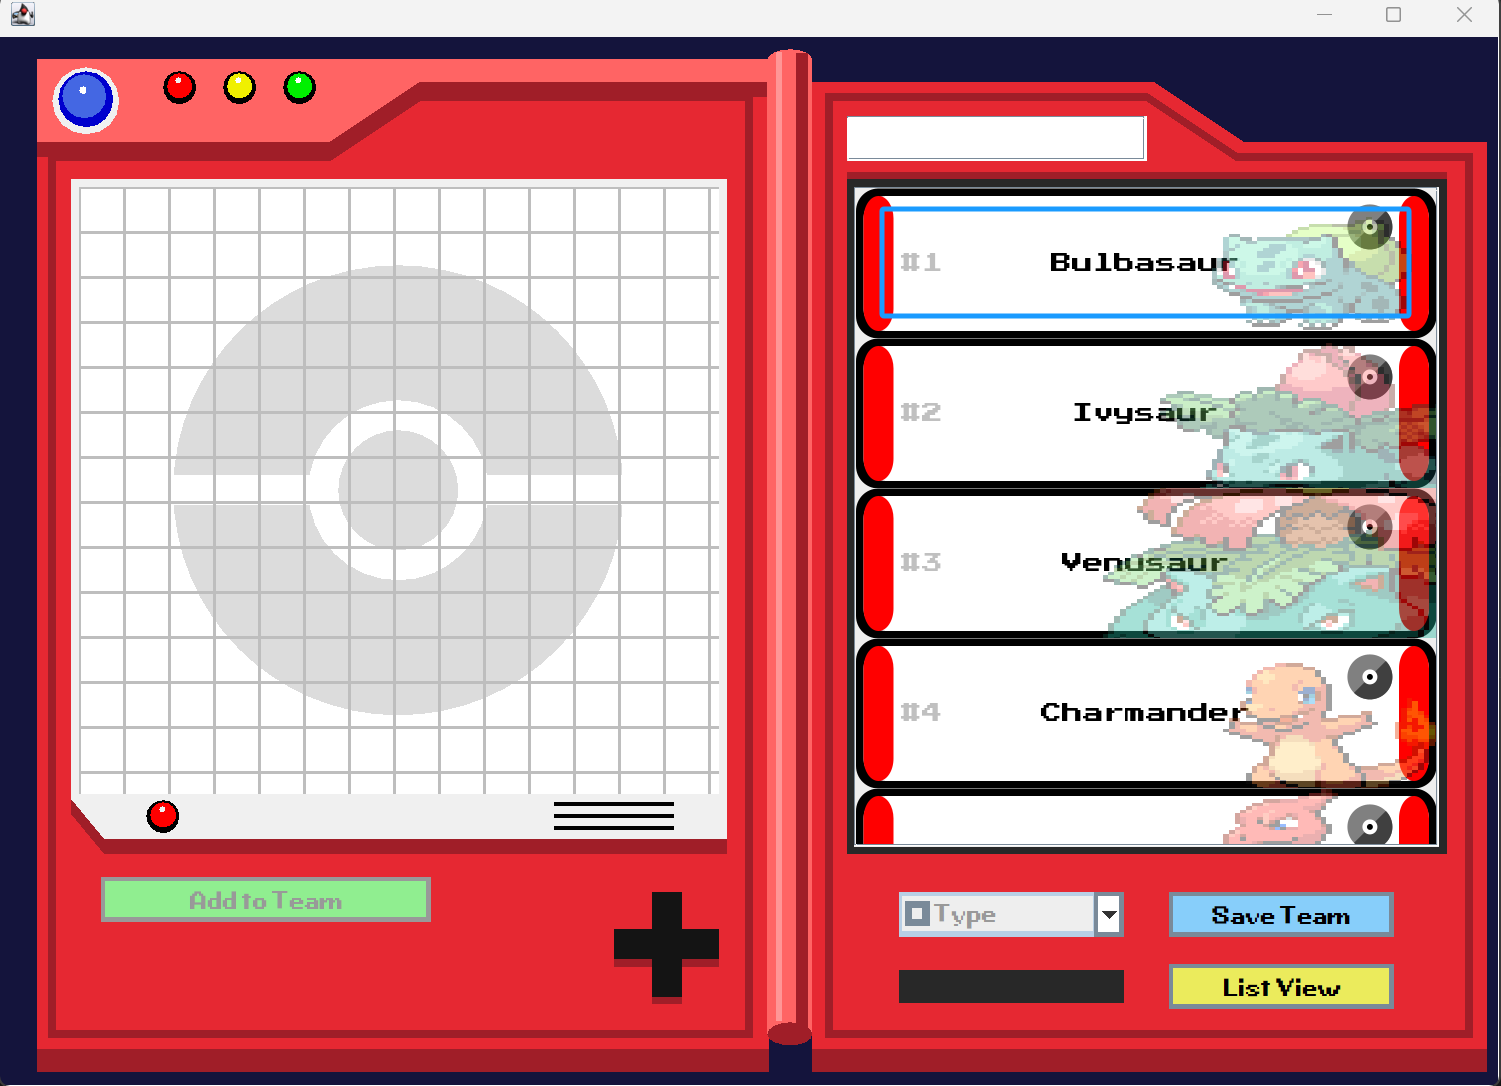 #1 Bulbasaur
#2 Ivysaur
#3 Venusaur
#4 Charmander
Add to Team
Type
Save Team
List View